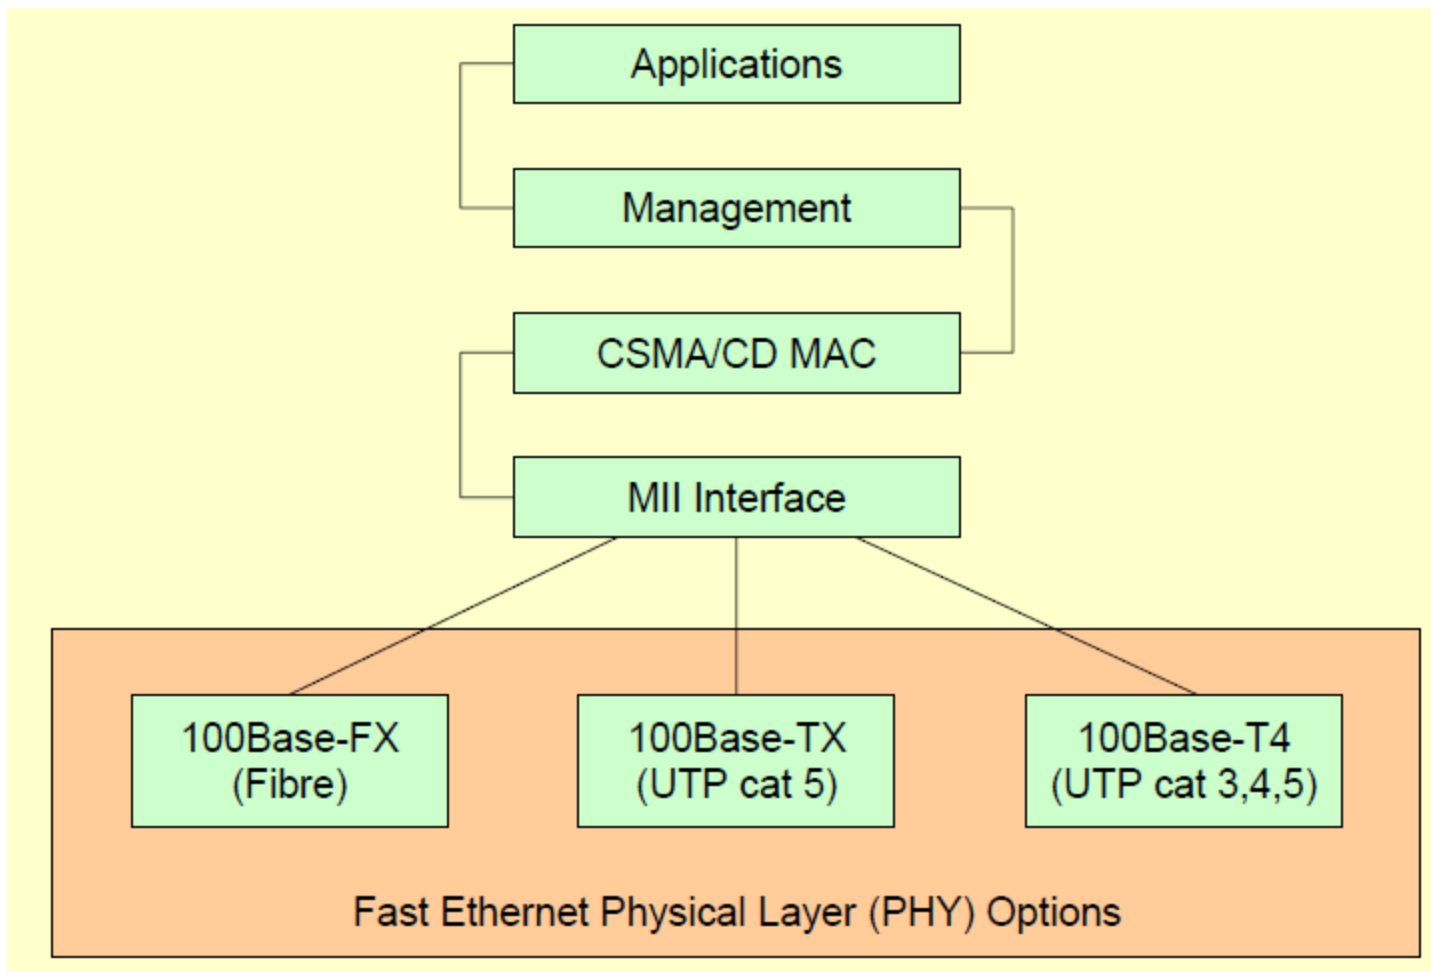 Applications
Management
CSMA/CD MAC
MII Interface
100Base-FX
(Fibre)
100Base-TX
(UTP cat 5)
100Base-T4
(UTP cat 3,4,5)
Fast Ethernet Physical Layer (PHY) Options